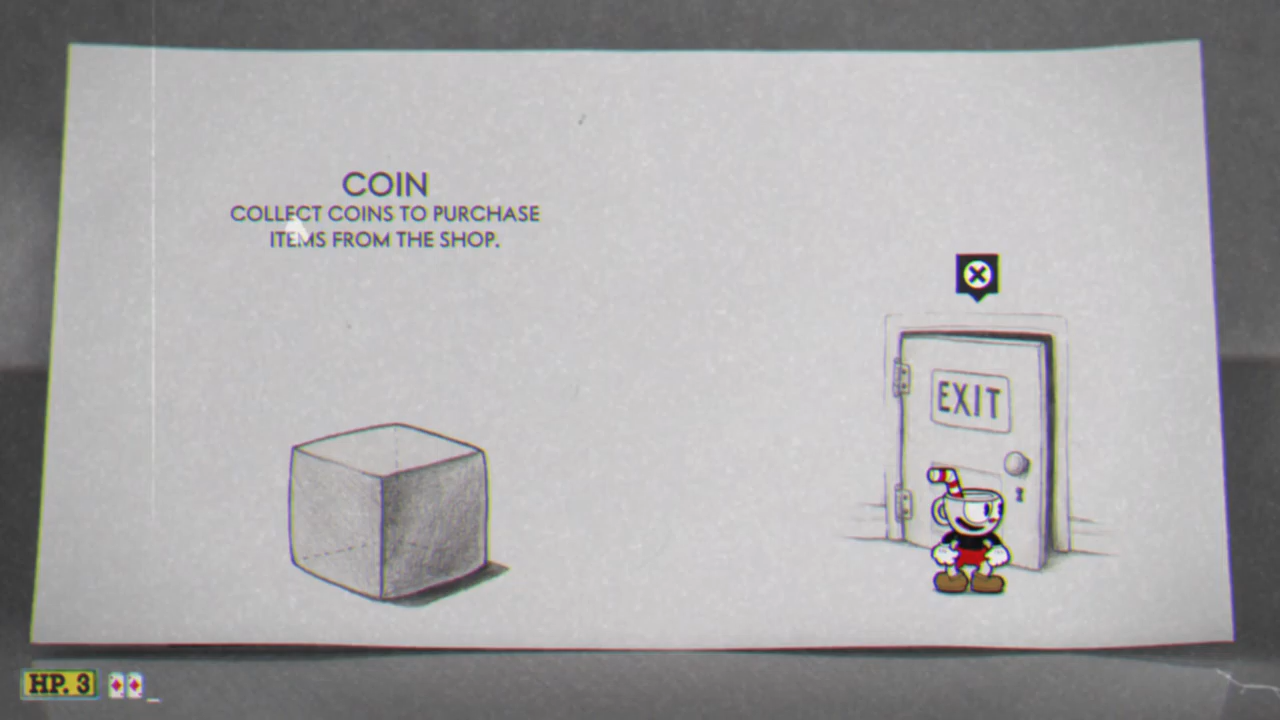 COIN
COLLECT COINS TO PURCHASE
ITEMS FROM THE SHOP.
EXIT
HP. 3